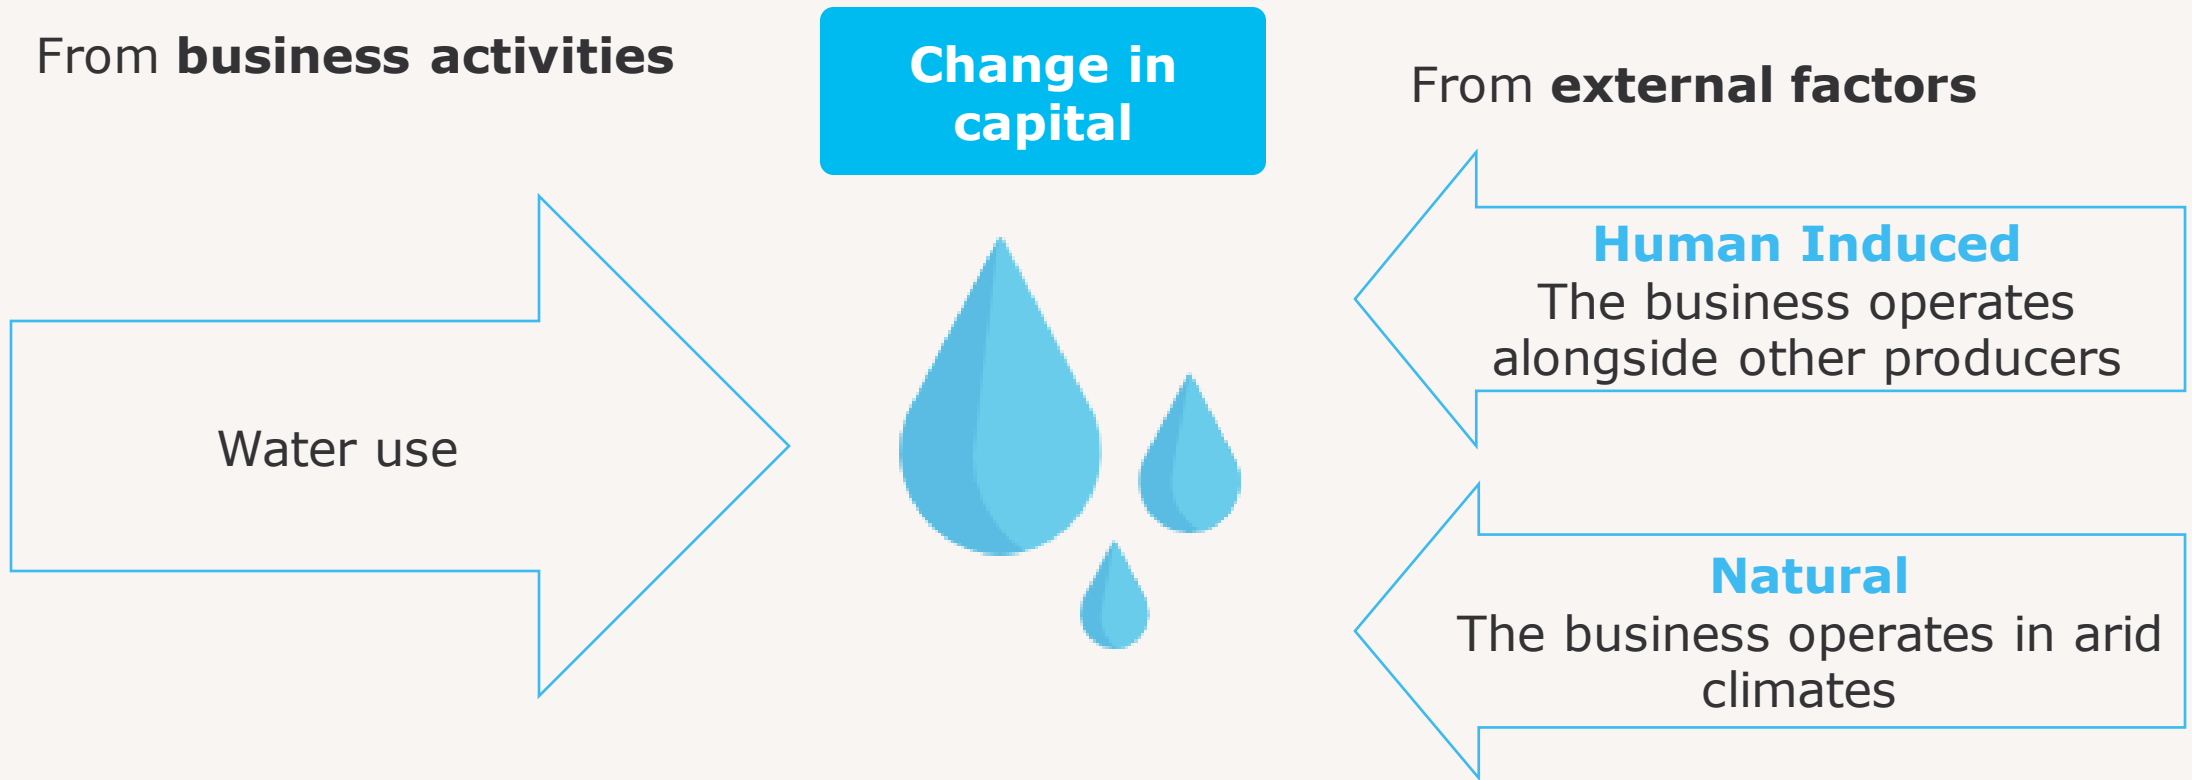 From business activities
Water use
Change in
capital
From external factors
Human Induced
The business operates
alongside other producers
Natural
The business operates in arid
climates